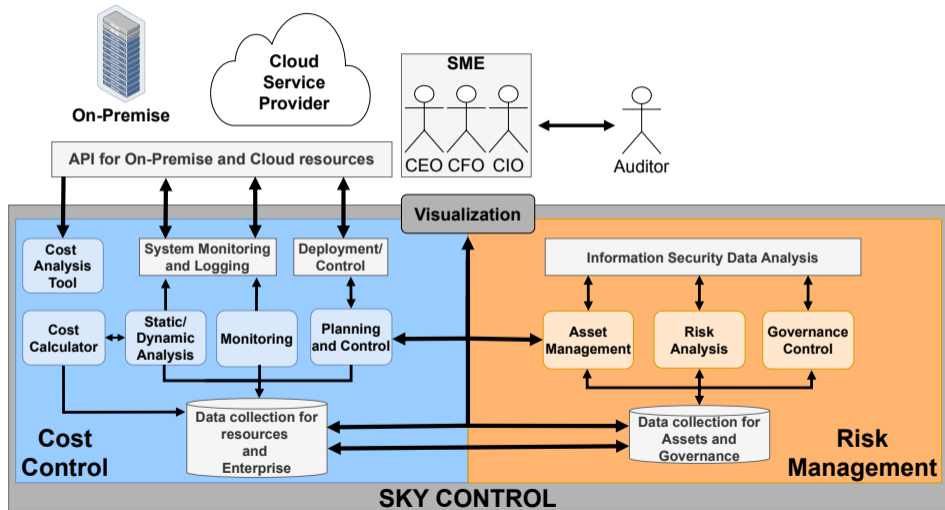 On-Premise
Cloud
Service
Provider
SME
CEO CFO CIO
Auditor
API for On-Premise and Cloud resources
Visualization
Cost
Analysis
Tool
System Monitoring
and Logging
Deployment/
Control
Information Security Data Analysis
Cost
Calculator
Static/
Dynamic
Analysis
Monitoring
Planning
and Control
Asset
Management
Risk
Analysis
Governance
Control
Data collection for
resources
and
Enterprise
Data collection for
Assets and
Governance
Cost
Control
Risk
Management
SKY CONTROL